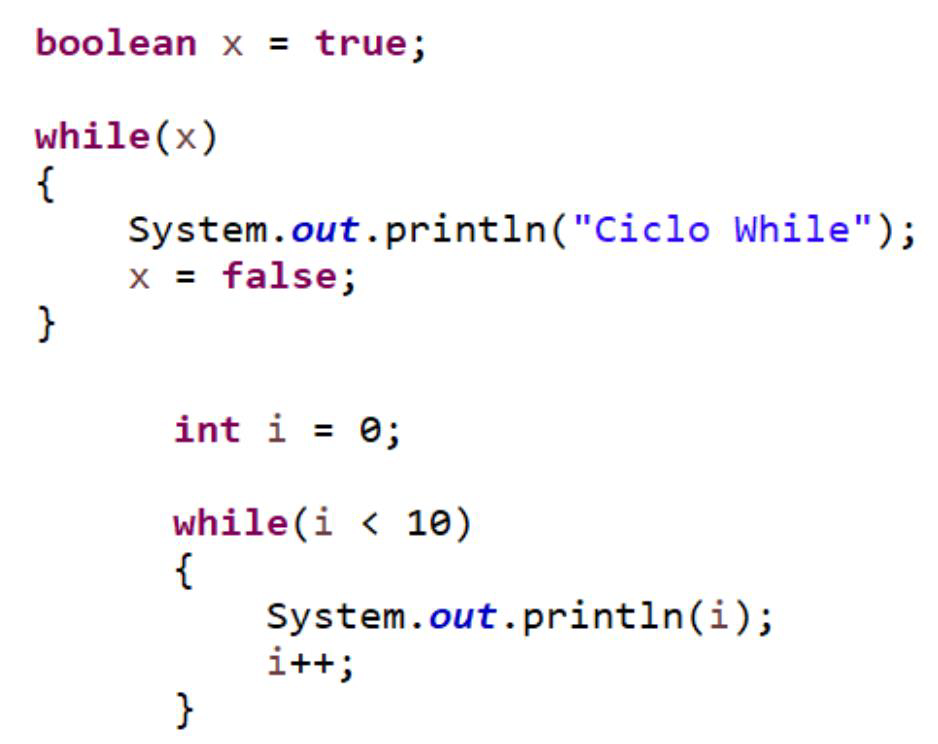 boolean x = true;
while(x)
{
System.out.println("Ciclo While");
x = false;
}
int i = 0;
while(i < 10)
{
System.out.println(i);
i++;
}